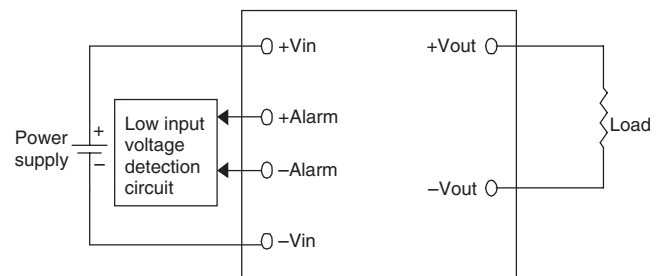 +Vin
+Vout
+Alarm
Low input
voltage
detection
circuit
Power
supply
+
–
Load
–Alarm
–Vout
–Vin